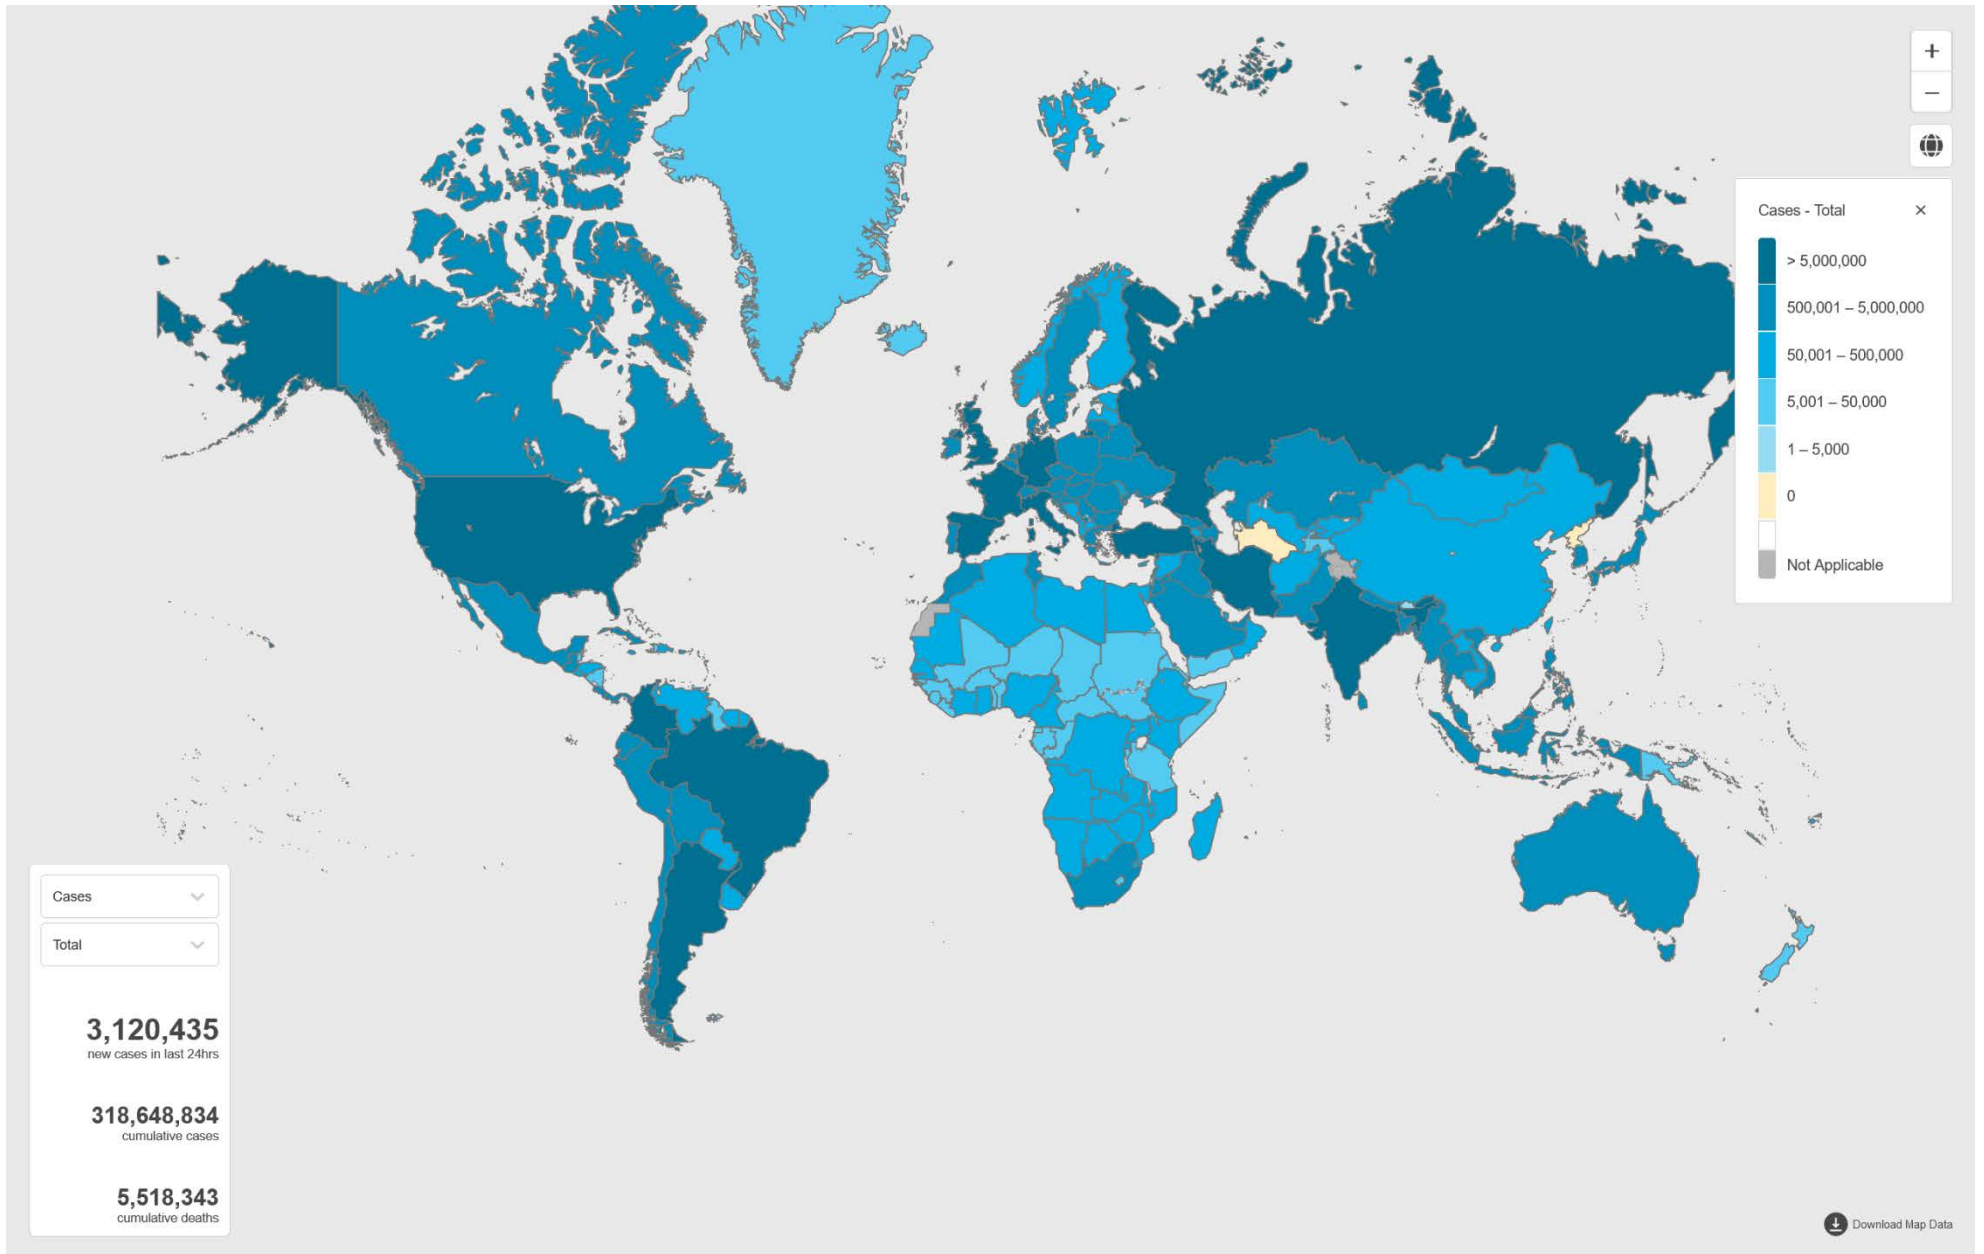 +
−
Cases - Total ×
> 5,000,000
500,001 – 5,000,000
50,001 – 500,000
5,001 – 50,000
1 – 5,000
0
Not Applicable
Cases
Total
3,120,435
new cases in last 24hrs
318,648,834
cumulative cases
5,518,343
cumulative deaths
Download Map Data